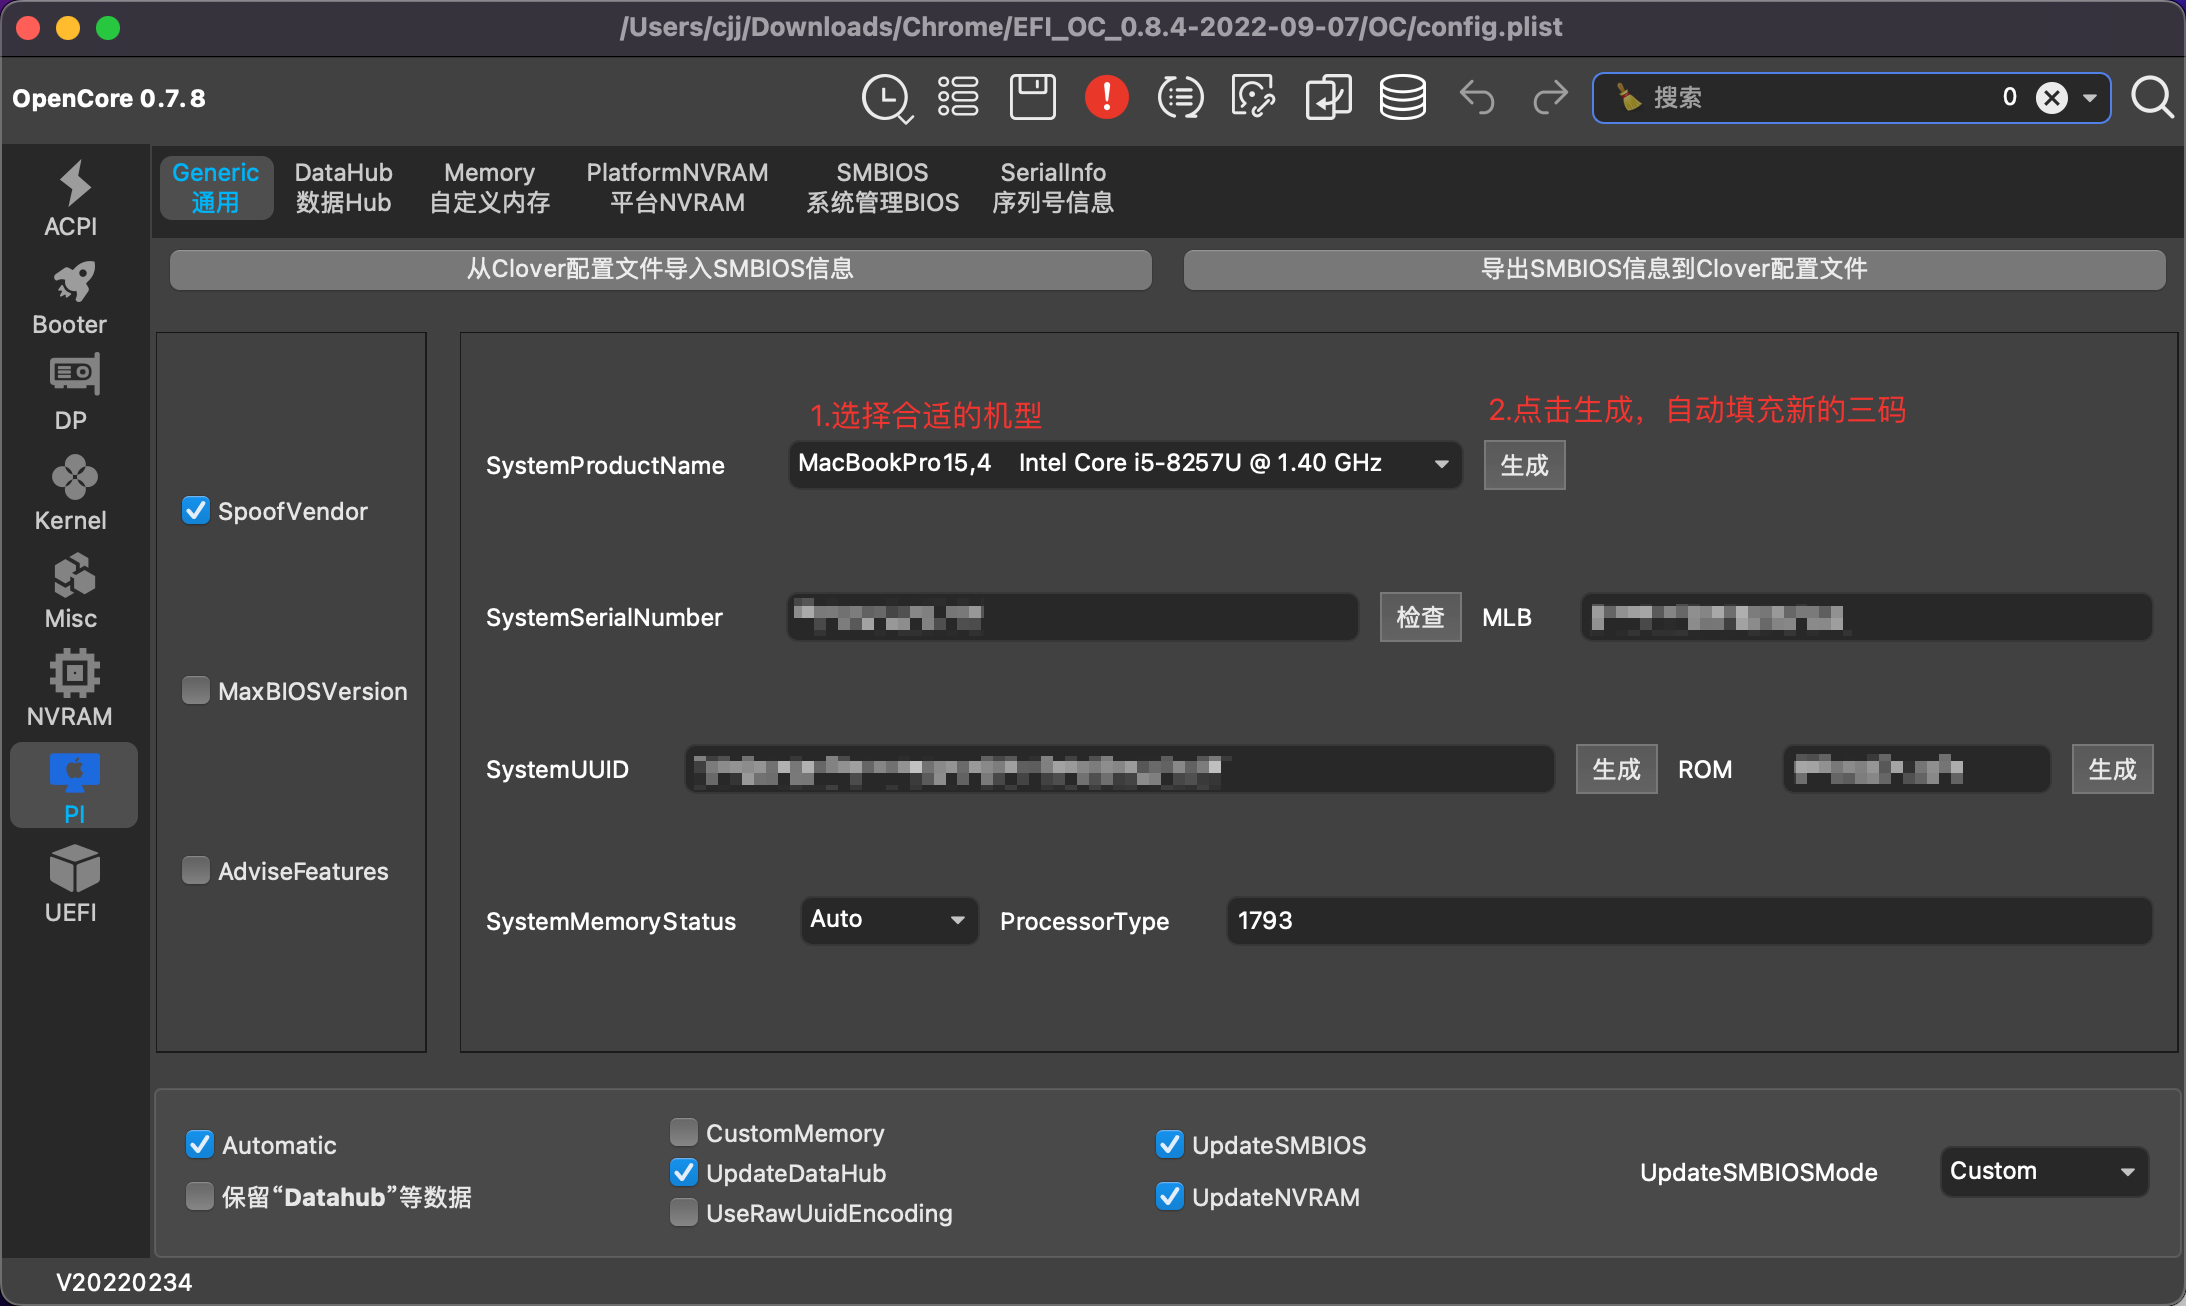 /Users/cjj/Downloads/Chrome/EFI_OC_0.8.4-2022-09-07/OC/config.plist
OpenCore 0.7.8
搜索
0
ACPI
Booter
DP
Kernel
Misc
NVRAM
PI
UEFI
Generic
通用
DataHub
数据Hub
Memory
自定义内存
PlatformNVRAM
平台NVRAM
SMBIOS
系统管理BIOS
SerialInfo
序列号信息
从Clover配置文件导入SMBIOS信息
导出SMBIOS信息到Clover配置文件
SpoofVendor
MaxBIOSVersion
AdviseFeatures
1.选择合适的机型
2.点击生成，自动填充新的三码
SystemProductName
MacBookPro15,4 Intel Core i5-8257U @ 1.40 GHz
生成
SystemSerialNumber
检查
MLB
SystemUUID
生成
ROM
生成
SystemMemoryStatus
Auto
ProcessorType
1793
Automatic
保留“Datahub”等数据
CustomMemory
UpdateDataHub
UseRawUuidEncoding
UpdateSMBIOS
UpdateNVRAM
UpdateSMBIOSMode
Custom
V20220234